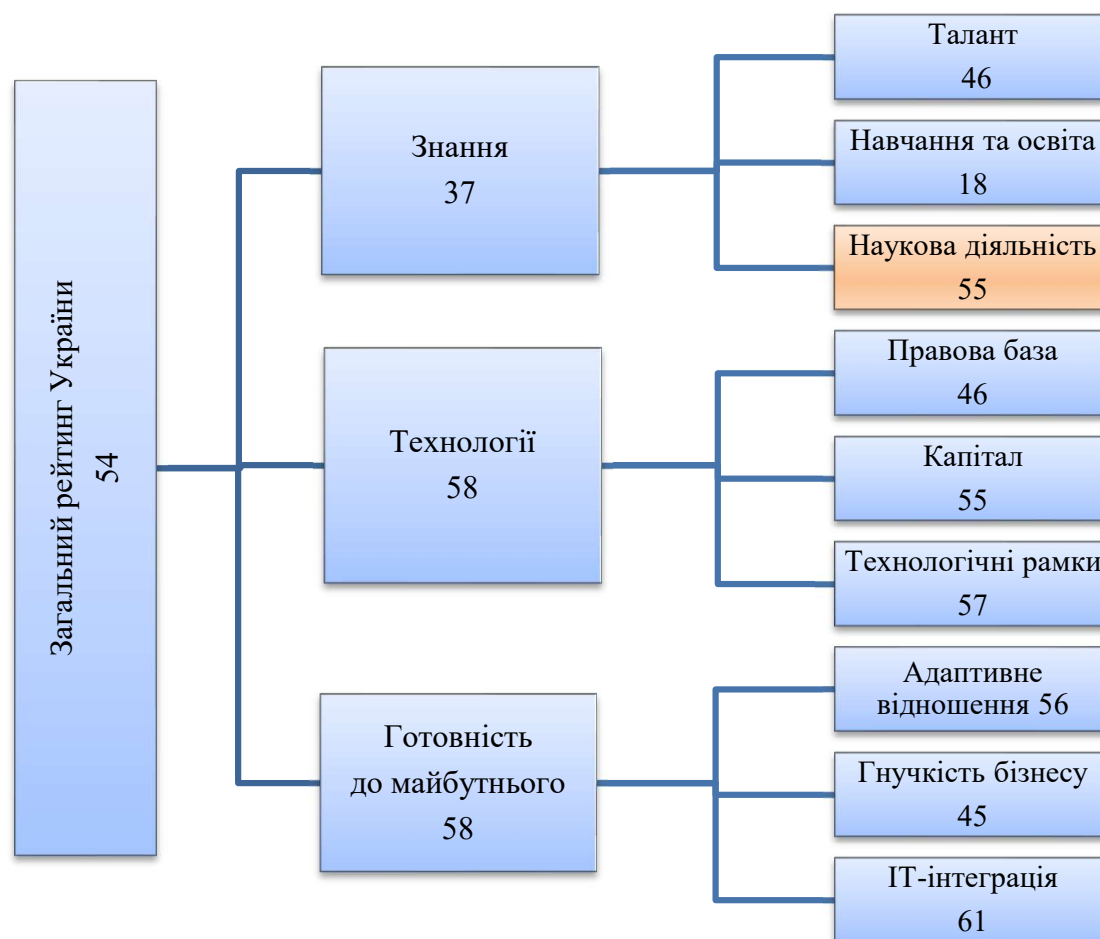 Загальний рейтинг України
54
Знання
37
Талант
46
Навчання та освіта
18
Наукова діяльність
55
Технології
58
Правова база
46
Капітал
55
Технологічні рамки
57
Готовність
до майбутнього
58
Адаптивне
відношення 56
Гнучкість бізнесу
45
ІТ-інтеграція
61